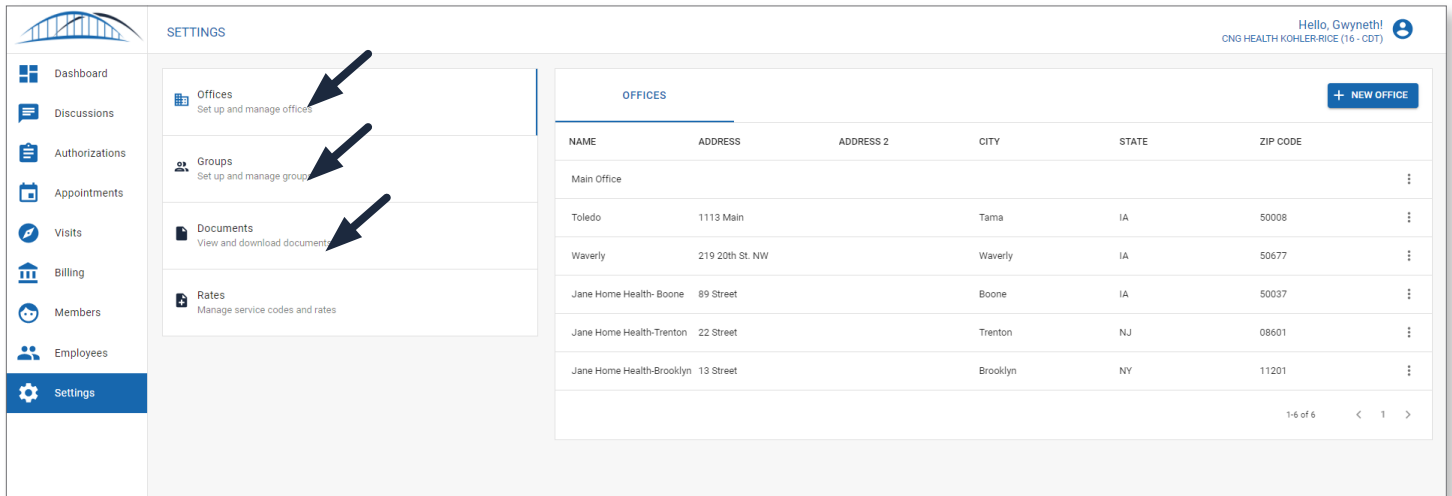 SETTINGS
Hello, Gwyneth!
CNG HEALTH KOHLER-RICE (16 - CDT)
Dashboard
Discussions
Authorizations
Appointments
Visits
Billing
Members
Employees
Settings
Offices
Set up and manage offices
Groups
Set up and manage groups
Documents
View and download documents
Rates
Manage service codes and rates
OFFICES
+ NEW OFFICE
NAME ADDRESS ADDRESS 2 CITY STATE ZIP CODE
Main Office
Toledo 1113 Main Tama IA 50008
Waverly 219 20th St. NW Waverly IA 50677
Jane Home Health- Boone 89 Street Boone IA 50037
Jane Home Health-Trenton 22 Street Trenton NJ 08601
Jane Home Health-Brooklyn 13 Street Brooklyn NY 11201
1-6 of 6 < 1 >